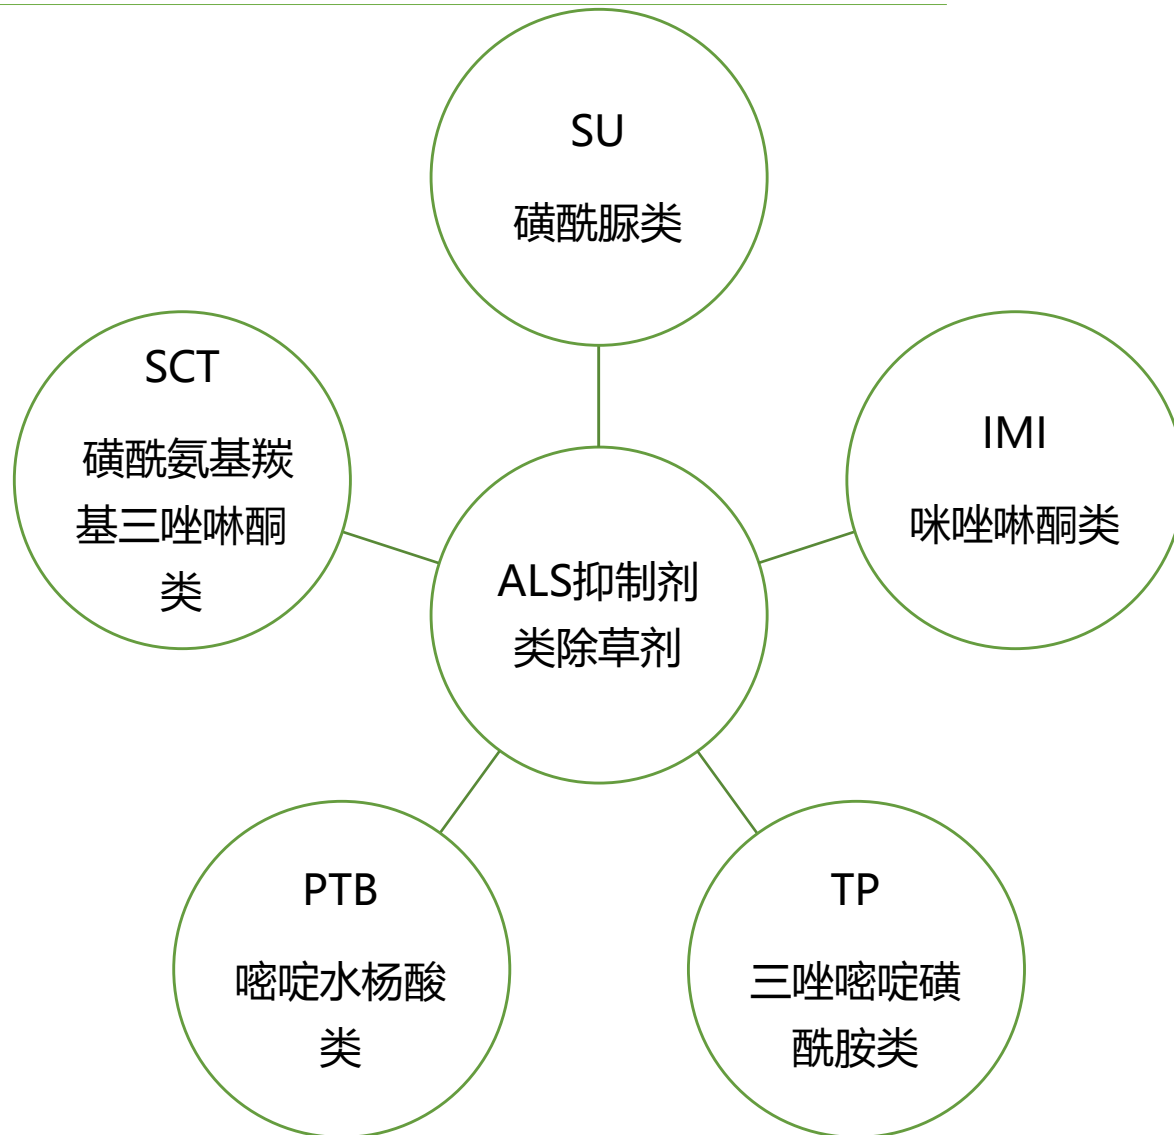 SU
磺酰脲类
SCT
磺酰氨基羰
基三唑啉酮
类
IMI
咪唑啉酮类
ALS抑制剂
类除草剂
PTB
嘧啶水杨酸
类
TP
三唑嘧啶磺
酰胺类